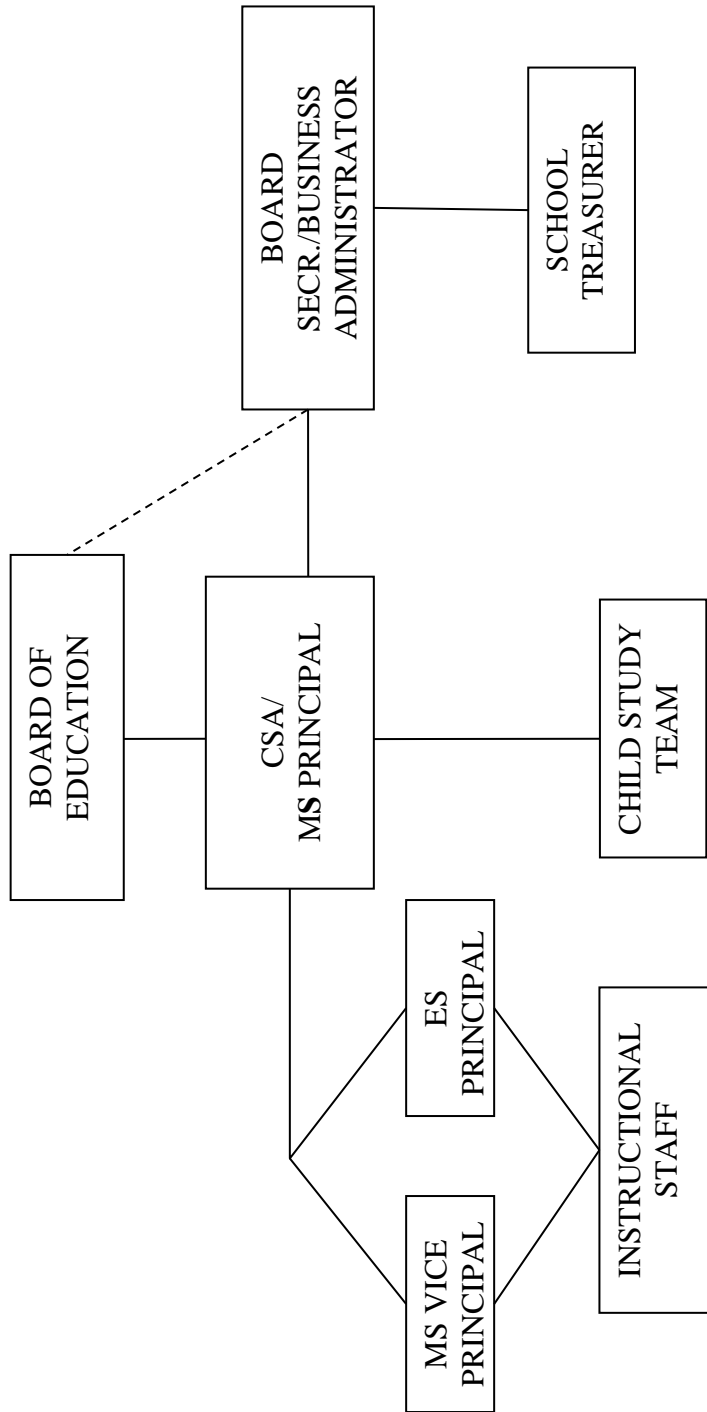 BOARD OF
EDUCATION
CSA/
MS PRINCIPAL
BOARD
SECR./BUSINESS
ADMINISTRATOR
MS VICE
PRINCIPAL
ES
PRINCIPAL
SCHOOL
TREASURER
INSTRUCTIONAL
STAFF
CHILD STUDY
TEAM